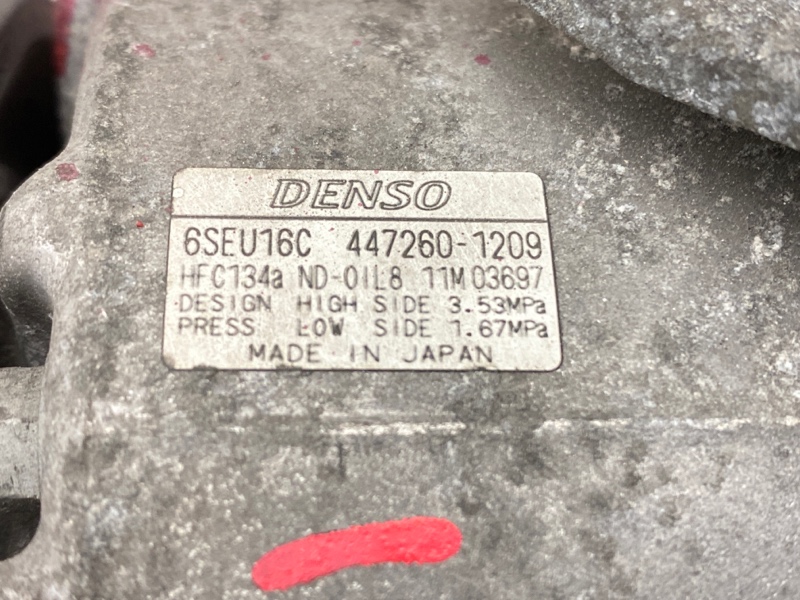 DENSO
6SEU16C 447260-1209
HFC134a ND-OIL8 11M03697
DESIGN HIGH SIDE 3.53MPa
PRESS LOW SIDE 1.67MPa
MADE IN JAPAN